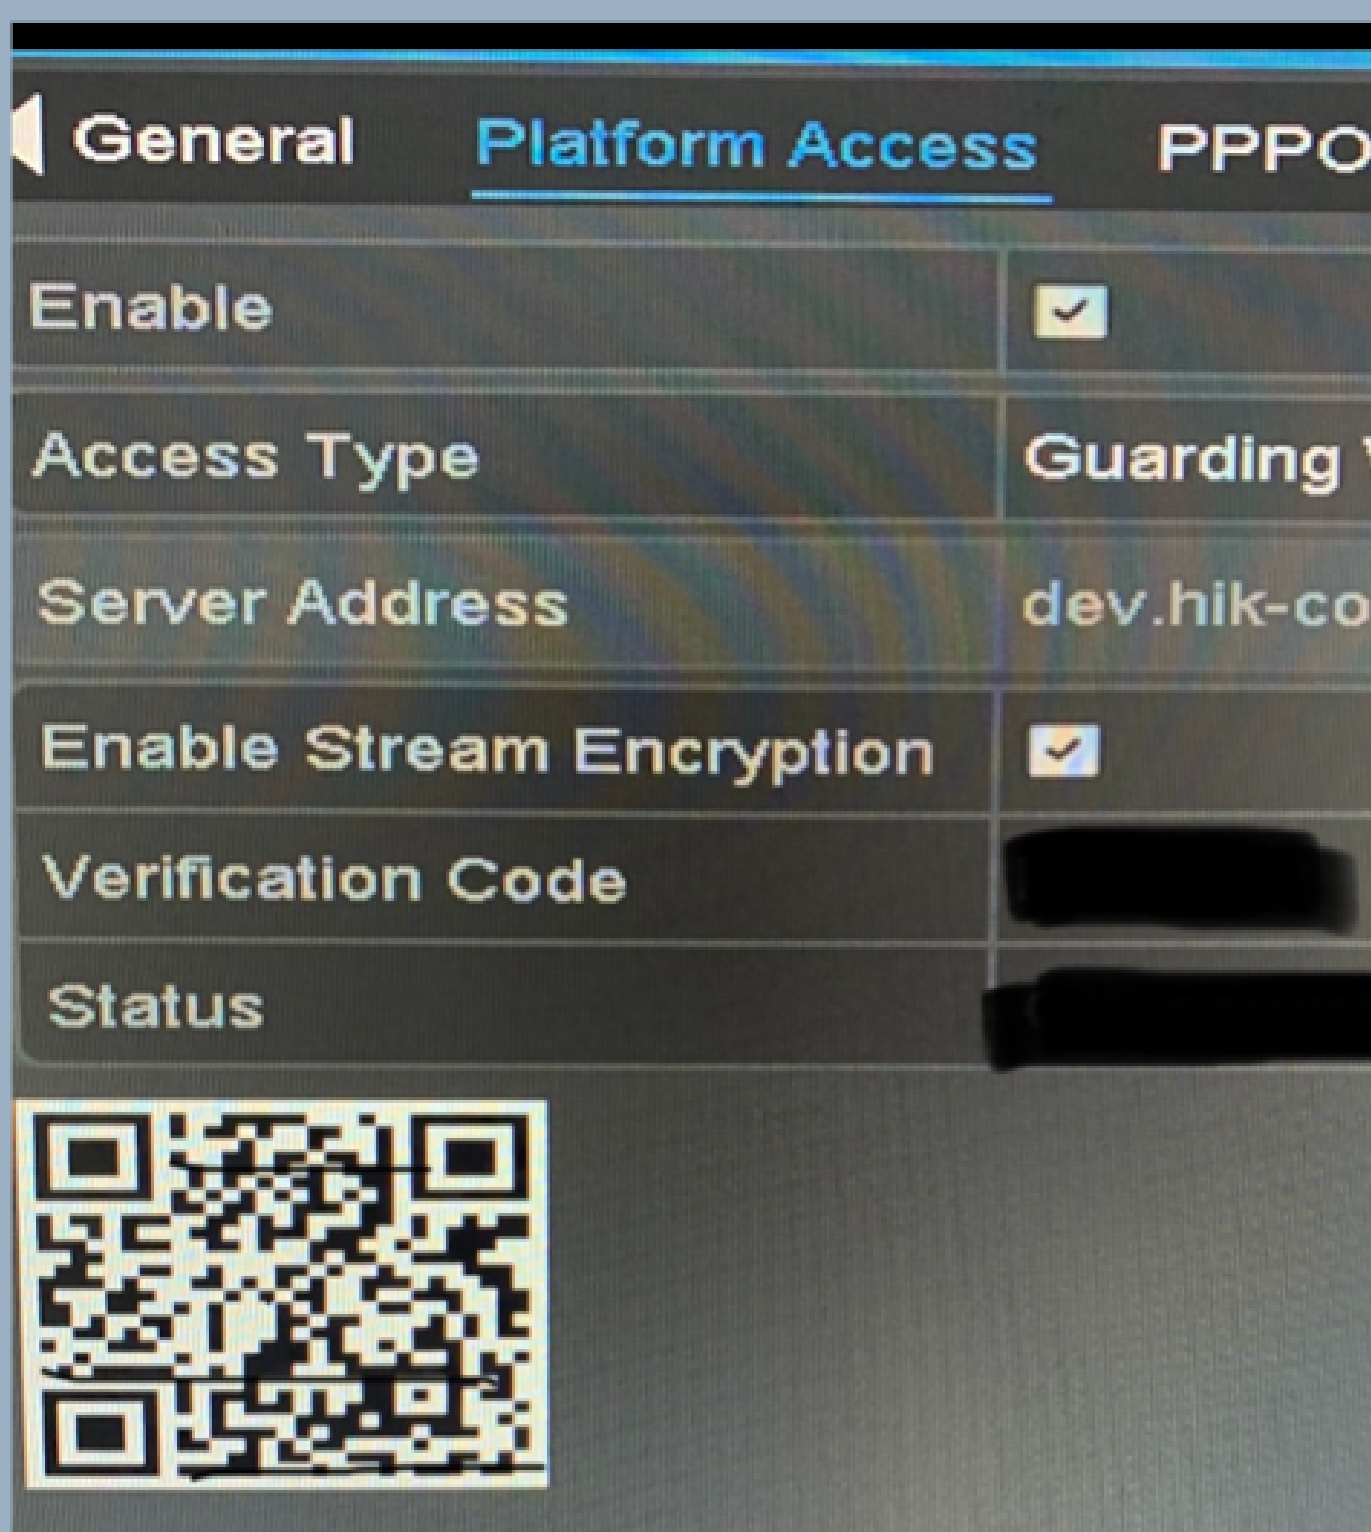 General Platform Access PPPO
Enable
Access Type Guarding
Server Address dev.hik-co
Enable Stream Encryption
Verification Code
Status